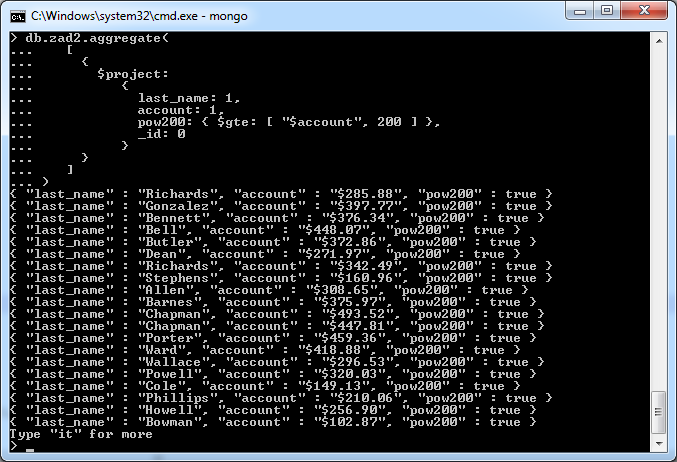 C:\Windows\system32\cmd.exe - mongo
> db.zad2.aggregate(
...     [
...       {
...         $project:
...            {
...              last_name: 1,
...              account: 1,
...              pow200: { $gte: [ "$account", 200 ] },
...              _id: 0
...            }
...       }
...     ]
... )
{ "last_name" : "Richards", "account" : "$285.88", "pow200" : true }
{ "last_name" : "Gonzalez", "account" : "$397.77", "pow200" : true }
{ "last_name" : "Bennett", "account" : "$376.34", "pow200" : true }
{ "last_name" : "Bell", "account" : "$448.07", "pow200" : true }
{ "last_name" : "Butler", "account" : "$372.86", "pow200" : true }
{ "last_name" : "Dean", "account" : "$271.97", "pow200" : true }
{ "last_name" : "Richards", "account" : "$342.49", "pow200" : true }
{ "last_name" : "Stephens", "account" : "$160.96", "pow200" : true }
{ "last_name" : "Allen", "account" : "$308.65", "pow200" : true }
{ "last_name" : "Barnes", "account" : "$375.97", "pow200" : true }
{ "last_name" : "Chapman", "account" : "$493.52", "pow200" : true }
{ "last_name" : "Chapman", "account" : "$447.81", "pow200" : true }
{ "last_name" : "Porter", "account" : "$459.36", "pow200" : true }
{ "last_name" : "Ward", "account" : "$418.88", "pow200" : true }
{ "last_name" : "Wallace", "account" : "$296.53", "pow200" : true }
{ "last_name" : "Powell", "account" : "$320.03", "pow200" : true }
{ "last_name" : "Cole", "account" : "$149.13", "pow200" : true }
{ "last_name" : "Phillips", "account" : "$210.06", "pow200" : true }
{ "last_name" : "Howell", "account" : "$256.90", "pow200" : true }
{ "last_name" : "Bowman", "account" : "$102.87", "pow200" : true }
Type "it" for more
> _